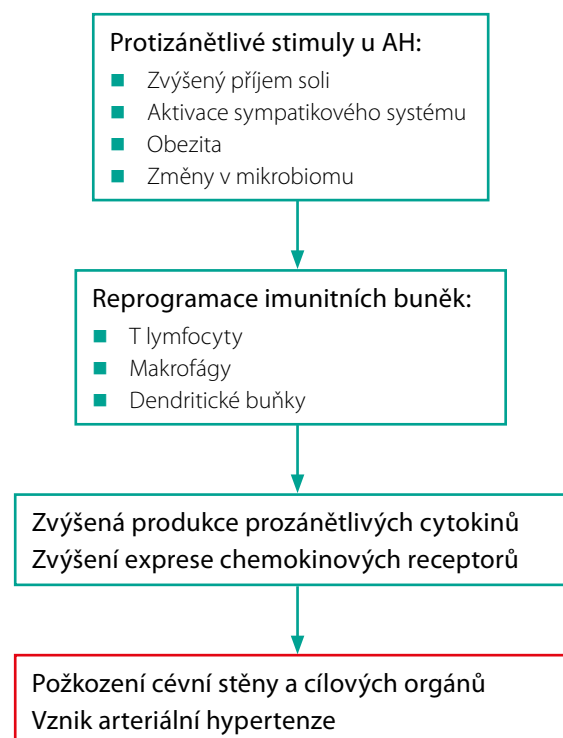 Protizánětlivé stimuly u AH:
Zvýšený příjem soli
Aktivace sympatikového systému
Obezita
Změny v mikrobiomu
Reprogramace imunitních buněk:
T lymfocyty
Makrofágy
Dendritické buňky
Zvýšená produkce prozánětlivých cytokinů
Zvýšení exprese chemokinových receptorů
Požkození cévní stěny a cílových orgánů
Vznik arteriální hypertenze